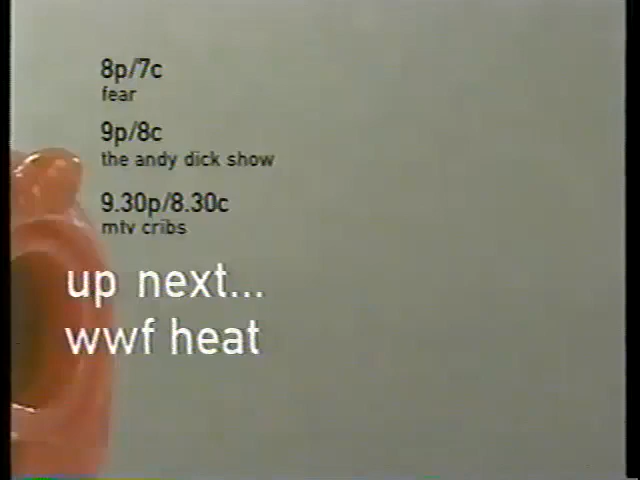 8p/7c
fear
9p/8c
the andy dick show
9.30p/8.30c
mtv cribs
up next...
wwf heat